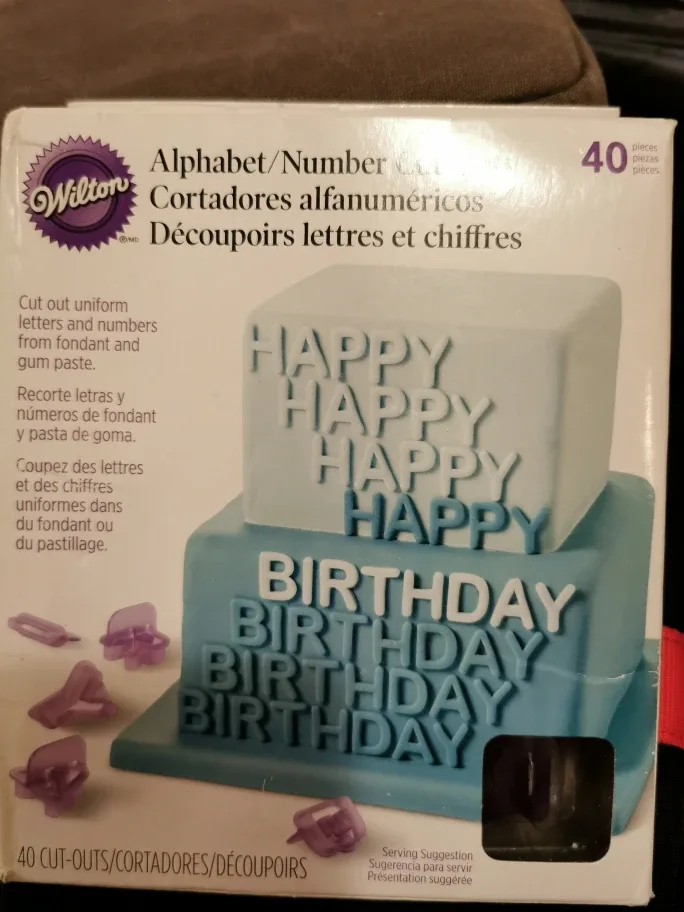 Wilton
®/MD
Alphabet/Number
Cortadores alfanuméricos
Découpoirs lettres et chiffres
40 pieces
piezas
pièces
Cut out uniform
letters and numbers
from fondant and
gum paste.
Recorte letras y
números de fondant
y pasta de goma.
Coupez des lettres
et des chiffres
uniformes dans
du fondant ou
du pastillage.
HAPPY
HAPPY
HAPPY
HAPPY
BIRTHDAY
BIRTHDAY
BIRTHDAY
BIRTHDAY
40 CUT-OUTS/CORTADORES/DÉCOUPOIRS
Serving Suggestion
Sugerencia para servir
Présentation suggérée